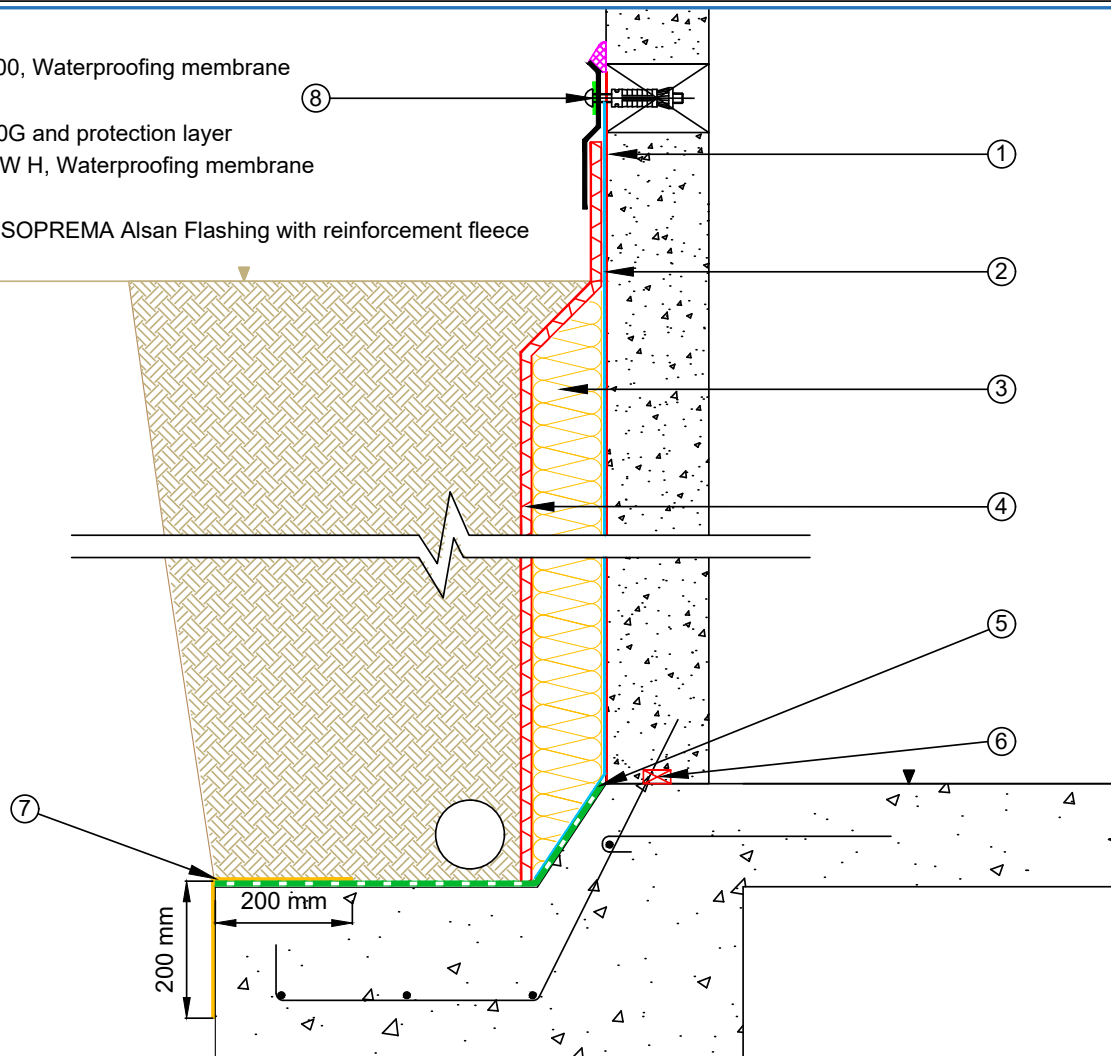 00, Waterproofing membrane
0G and protection layer
W H, Waterproofing membrane
SOPREMA Alsan Flashing with reinforcement fleece
8
1
2
3
4
5
6
7
200 mm
200 mm